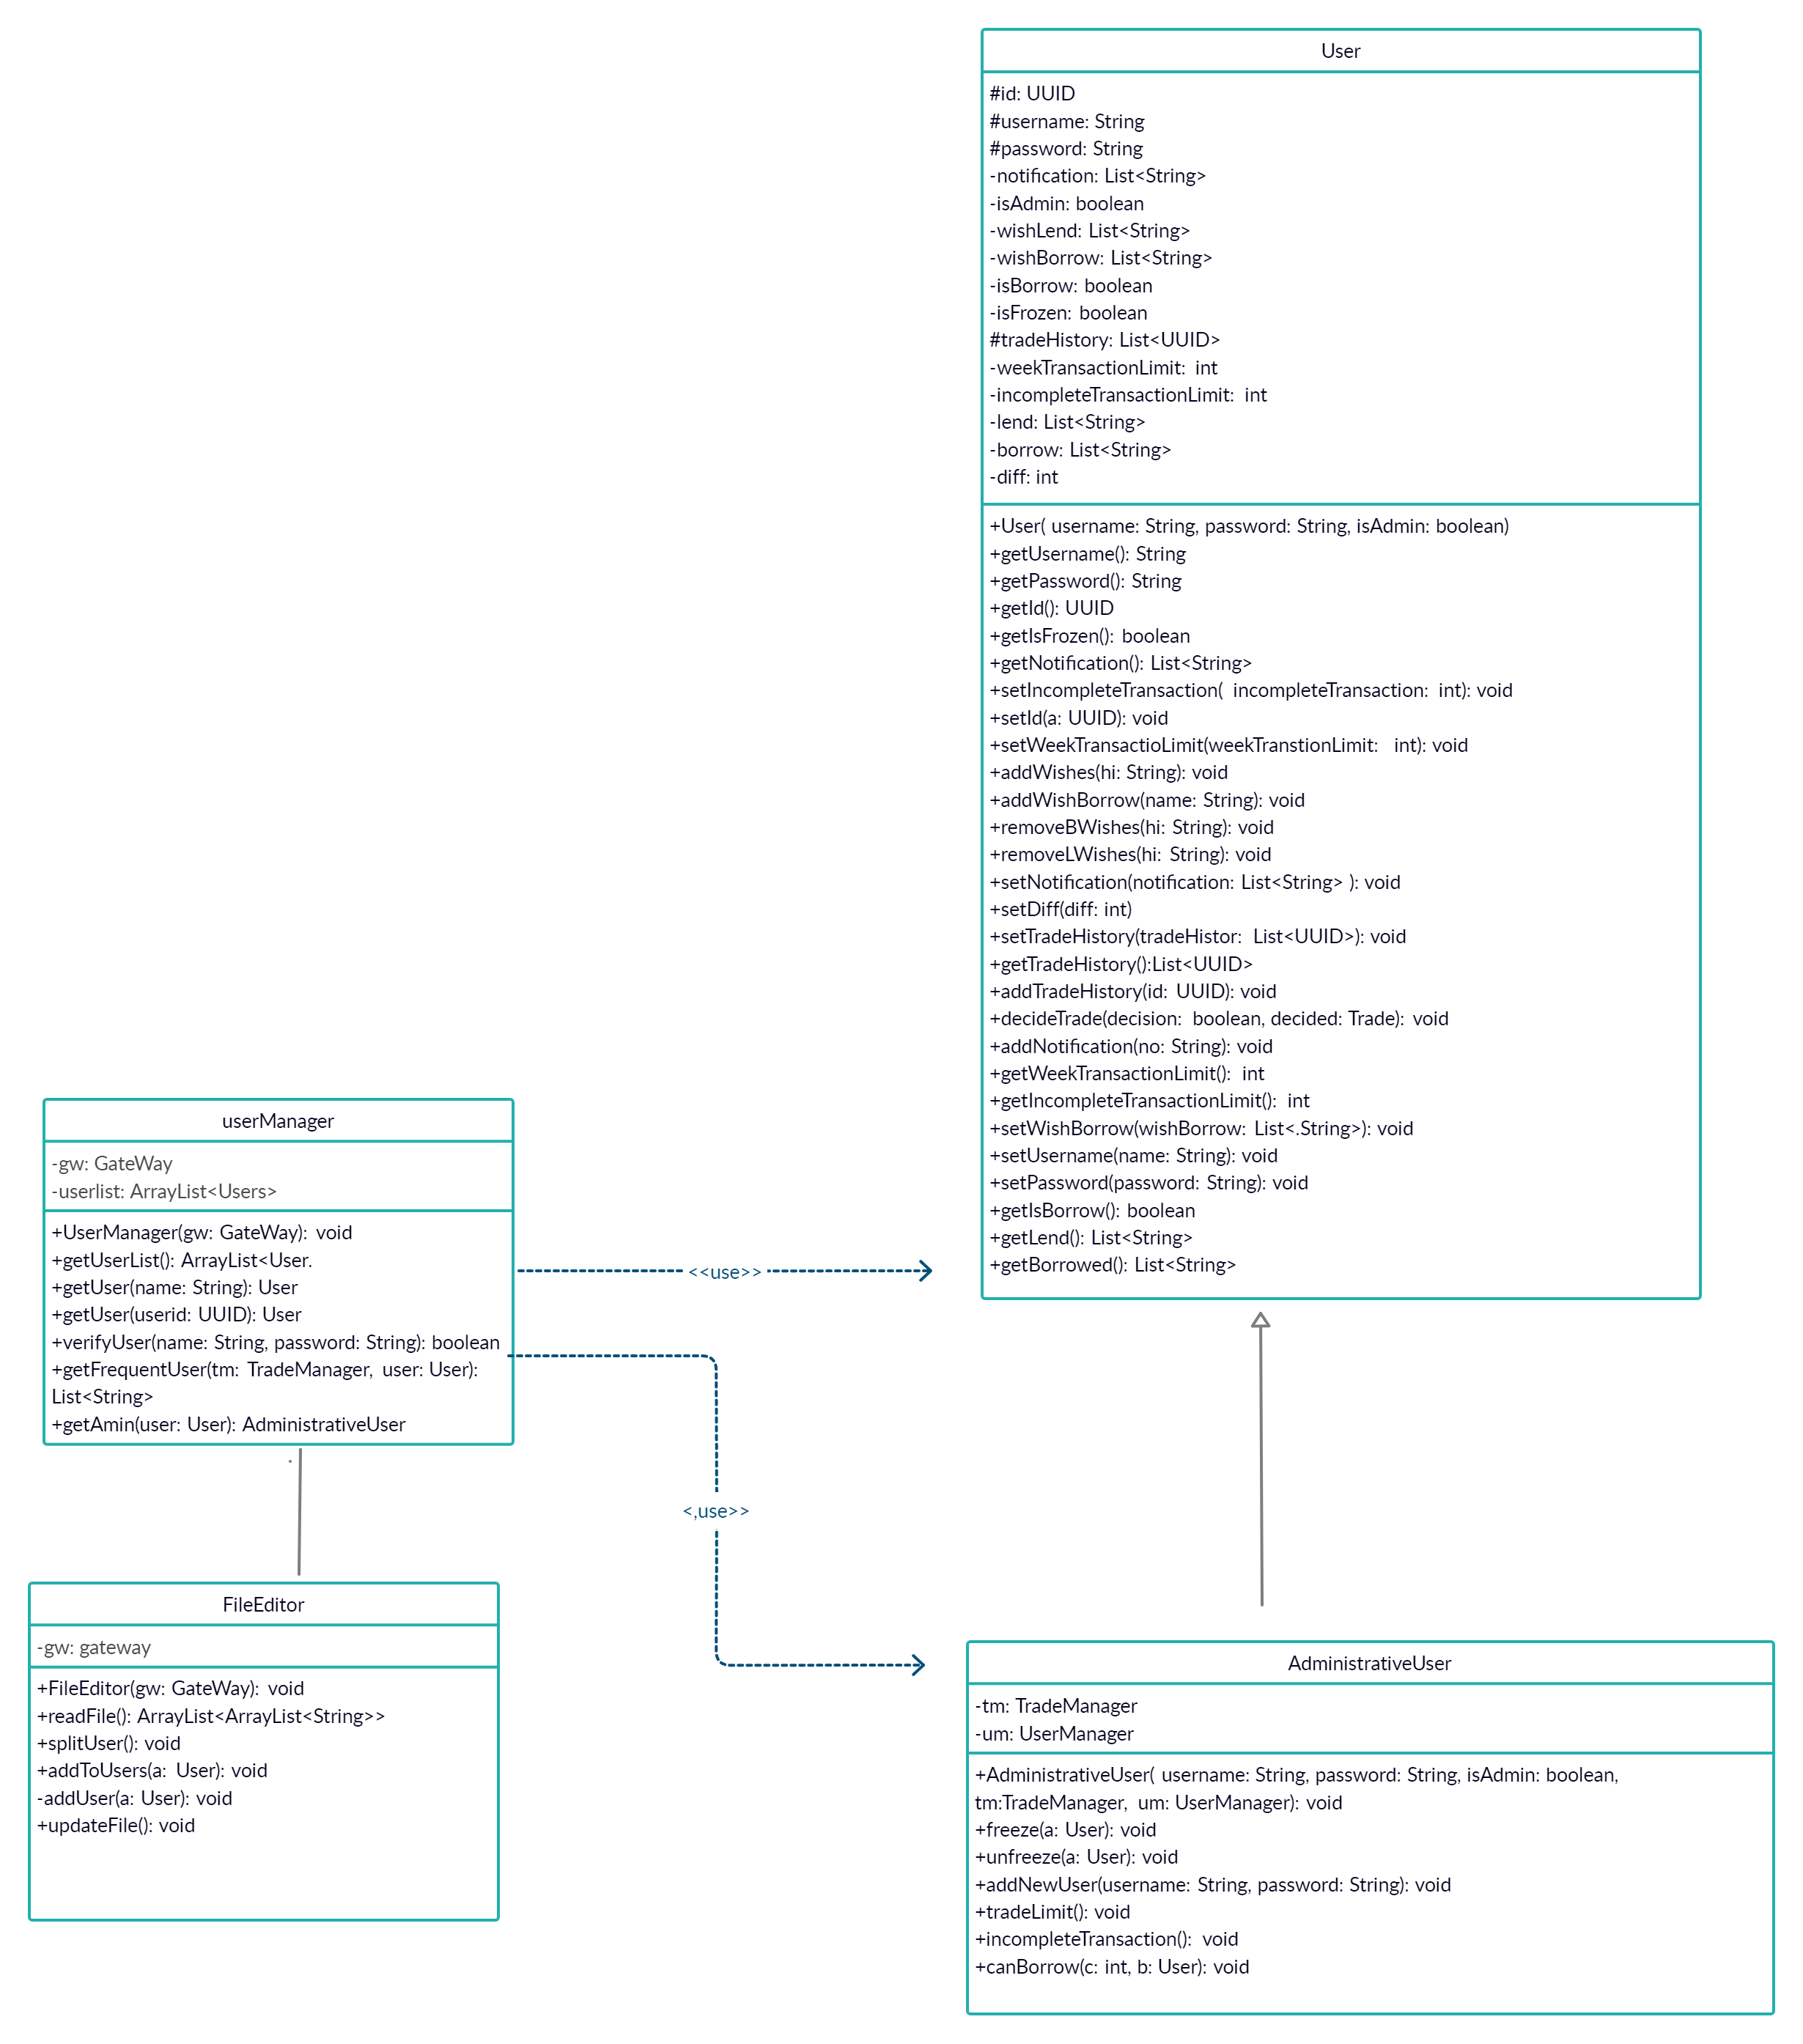 User
#id: UUID
#username: String
#password: String
-notification: List<String>
-isAdmin: boolean
-wishLend: List<String>
-wishBorrow: List<String>
-isBorrow: boolean
-isFrozen: boolean
#tradeHistory: List<UUID>
-weekTransactionLimit: int
-incompleteTransactionLimit: int
-lend: List<String>
-borrow: List<String>
-diff: int
+User( username: String, password: String, isAdmin: boolean)
+getUsername(): String
+getPassword(): String
+getId(): UUID
+getIsFrozen(): boolean
+getNotification(): List<String>
+setIncompleteTransaction( incompleteTransaction: int): void
+setId(a: UUID): void
+setWeekTransactioLimit(weekTranstionLimit: int): void
+addWishes(hi: String): void
+addWishBorrow(name: String): void
+removeBWishes(hi: String): void
+removeLWishes(hi: String): void
+setNotification(notification: List<String> ): void
+setDiff(diff: int)
+setTradeHistory(tradeHistor: List<UUID>): void
+getTradeHistory():List<UUID>
+addTradeHistory(id: UUID): void
+decideTrade(decision: boolean, decided: Trade): void
+addNotification(no: String): void
+getWeekTransactionLimit(): int
+getIncompleteTransactionLimit(): int
+setWishBorrow(wishBorrow: List<.String>): void
+setUsername(name: String): void
+setPassword(password: String): void
+getIsBorrow(): boolean
+getLend(): List<String>
+getBorrowed(): List<String>
userManager
-gw: GateWay
-userlist: ArrayList<Users>
+UserManager(gw: GateWay): void
+getUserList(): ArrayList<User.
+getUser(name: String): User
+getUser(userid: UUID): User
+verifyUser(name: String, password: String): boolean
+getFrequentUser(tm: TradeManager, user: User):
List<String>
+getAmin(user: User): AdministrativeUser
<<use>>
<,use>>
FileEditor
-gw: gateway
+FileEditor(gw: GateWay): void
+readFile(): ArrayList<ArrayList<String>>
+splitUser(): void
+addToUsers(a: User): void
-addUser(a: User): void
+updateFile(): void
AdministrativeUser
-tm: TradeManager
-um: UserManager
+AdministrativeUser( username: String, password: String, isAdmin: boolean,
tm:TradeManager, um: UserManager): void
+freeze(a: User): void
+unfreeze(a: User): void
+addNewUser(username: String, password: String): void
+tradeLimit(): void
+incompleteTransaction(): void
+canBorrow(c: int, b: User): void